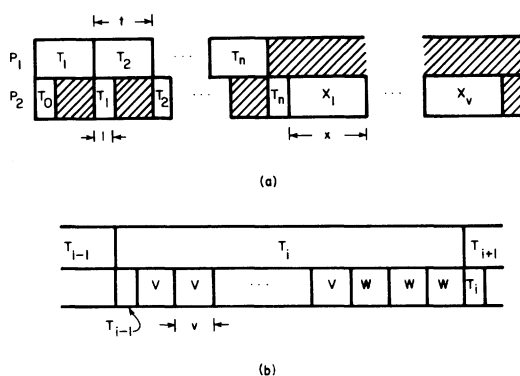 t
P1 T1 T2 ... Tn
P2 T0 T1 T2 ... Tn X1 ... Xv
l x
(a)
Ti-1 Ti Ti+1
V V ... V W W W Ti
Ti-1 v
(b)